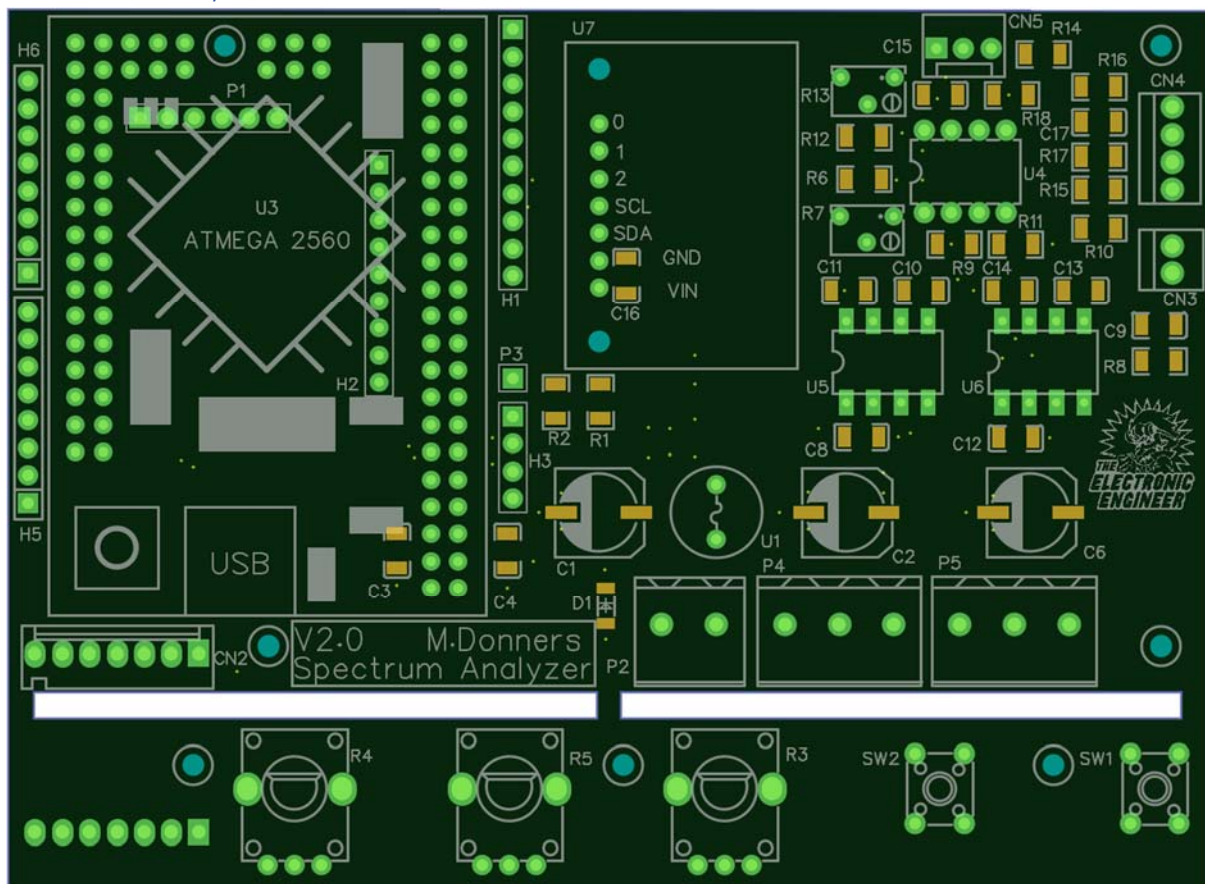 H6
P1
U3
ATMEGA 2560
H2
H5
USB
C3
C4
H1
P3
H3
U7
0
1
2
SCL
SDA
GND
VIN
C16
R2
R1
C15
CN5
R14
R13
R12
R6
R7
R18
U4
R16
C17
R17
R15
R10
CN4
R11
R9
C11
C10
C14
C13
CN3
C9
R8
U5
U6
C8
C12
THE
ELECTRONIC
ENGINEER
C1
U1
C2
C6
D1
P2
P4
P5
CN2
V2.0 M.Donners
Spectrum Analyzer
R4
R5
R3
SW2
SW1